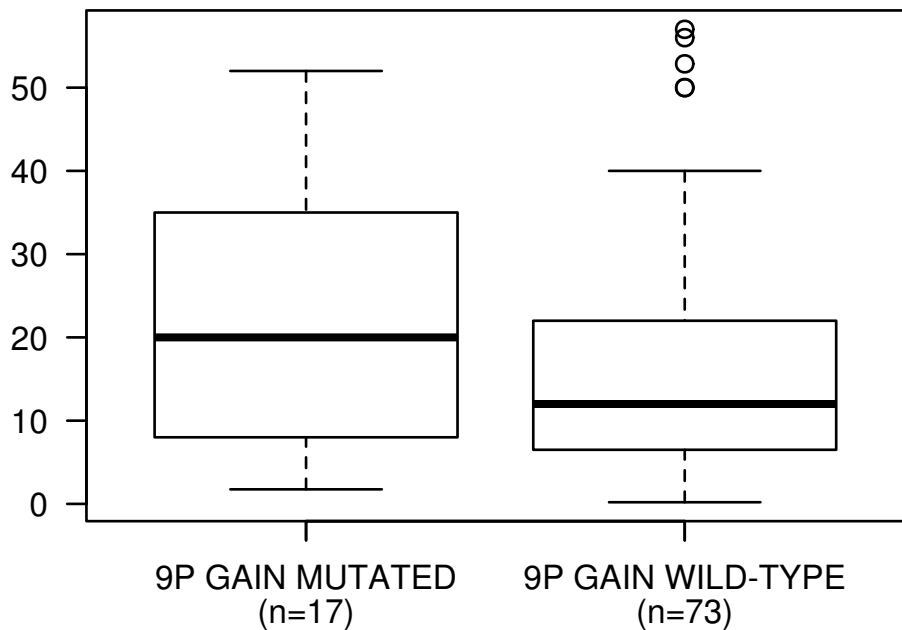 50
40
30
20
10
0
9P GAIN MUTATED
(n=17)
9P GAIN WILD-TYPE
(n=73)